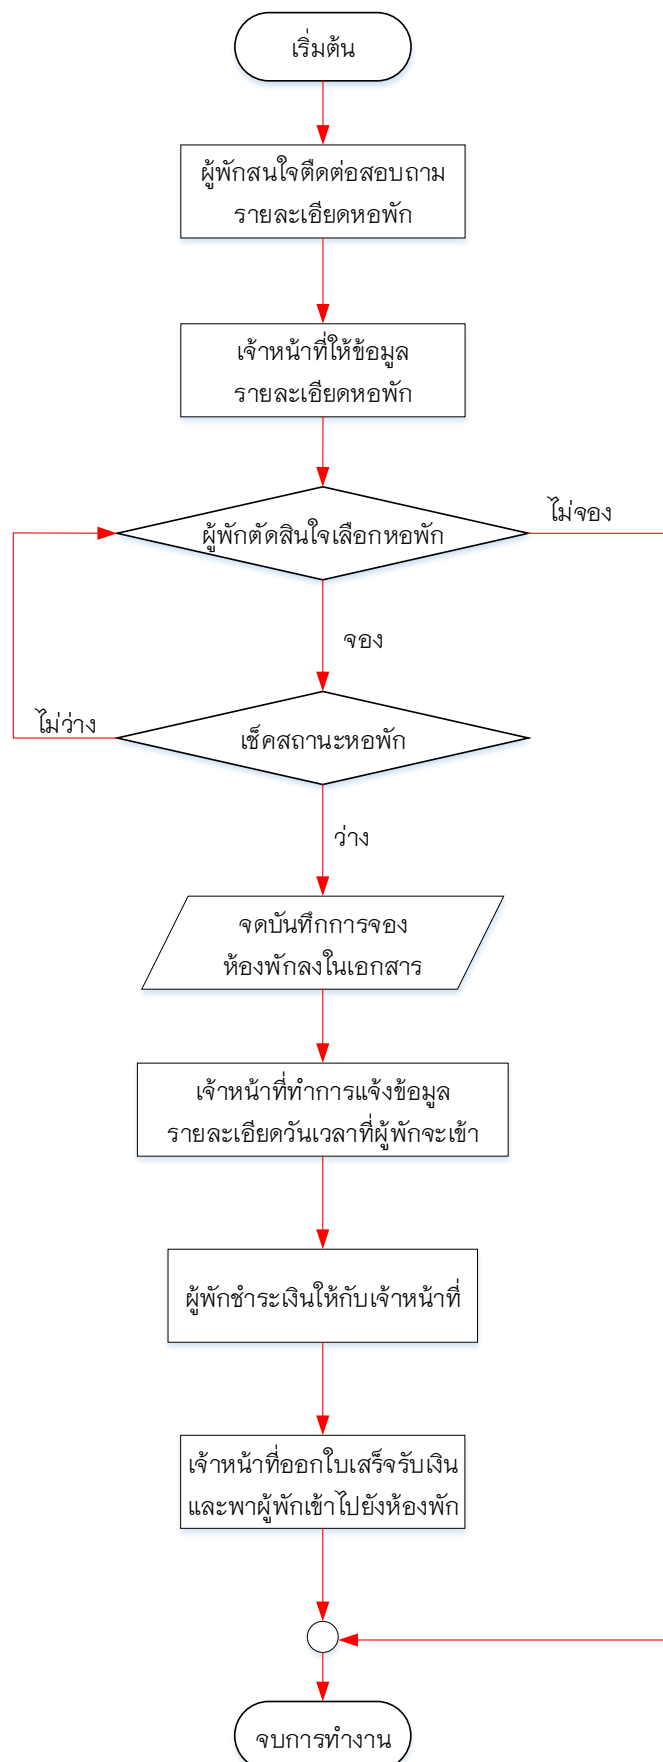 เริ่มต้น
ผู้พักสนใจตืดต่อสอบถาม
รายละเอียดหอพัก
เจ้าหน้าที่ให้ข้อมูล
รายละเอียดหอพัก
ไม่จอง
ผู้พักตัดสินใจเลือกหอพัก
จอง
ไม่ว่าง
เช็คสถานะหอพัก
ว่าง
จดบันทึกการจอง
ห้องพักลงในเอกสาร
เจ้าหน้าที่ทำการแจ้งข้อมูล
รายละเอียดวันเวลาที่ผู้พักจะเข้า
ผู้พักชำระเงินให้กับเจ้าหน้าที่
เจ้าหน้าที่ออกใบเสร็จรับเงิน
และพาผู้พักเข้าไปยังห้องพัก
จบการทำงาน